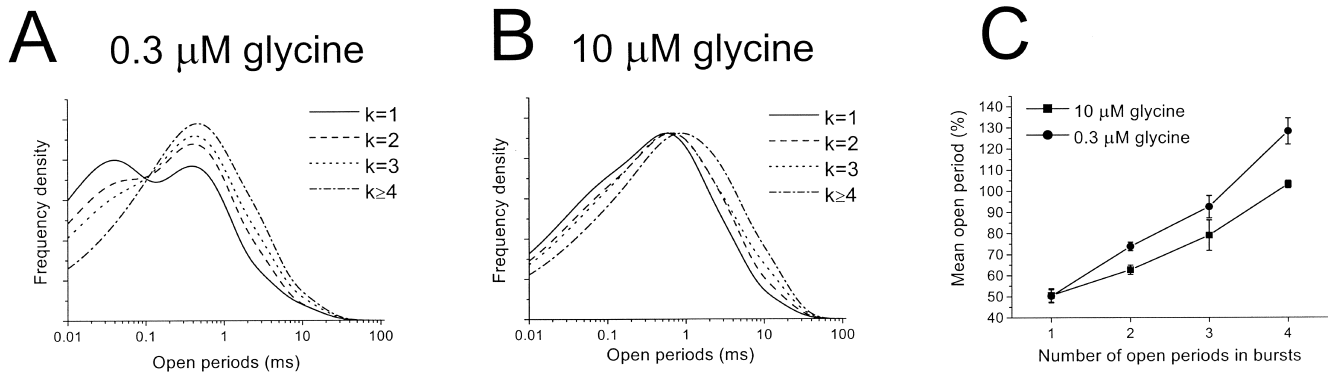 A
0.3 μM glycine
k=1
k=2
k=3
k≥4
Frequency density
0.01
0.1
1
10
100
Open periods (ms)
B
10 μM glycine
k=1
k=2
k=3
k≥4
Frequency density
0.01
0.1
1
10
100
Open periods (ms)
C
10 μM glycine
0.3 μM glycine
Mean open period (%)
140
130
120
110
100
90
80
70
60
50
40
1
2
3
4
Number of open periods in bursts